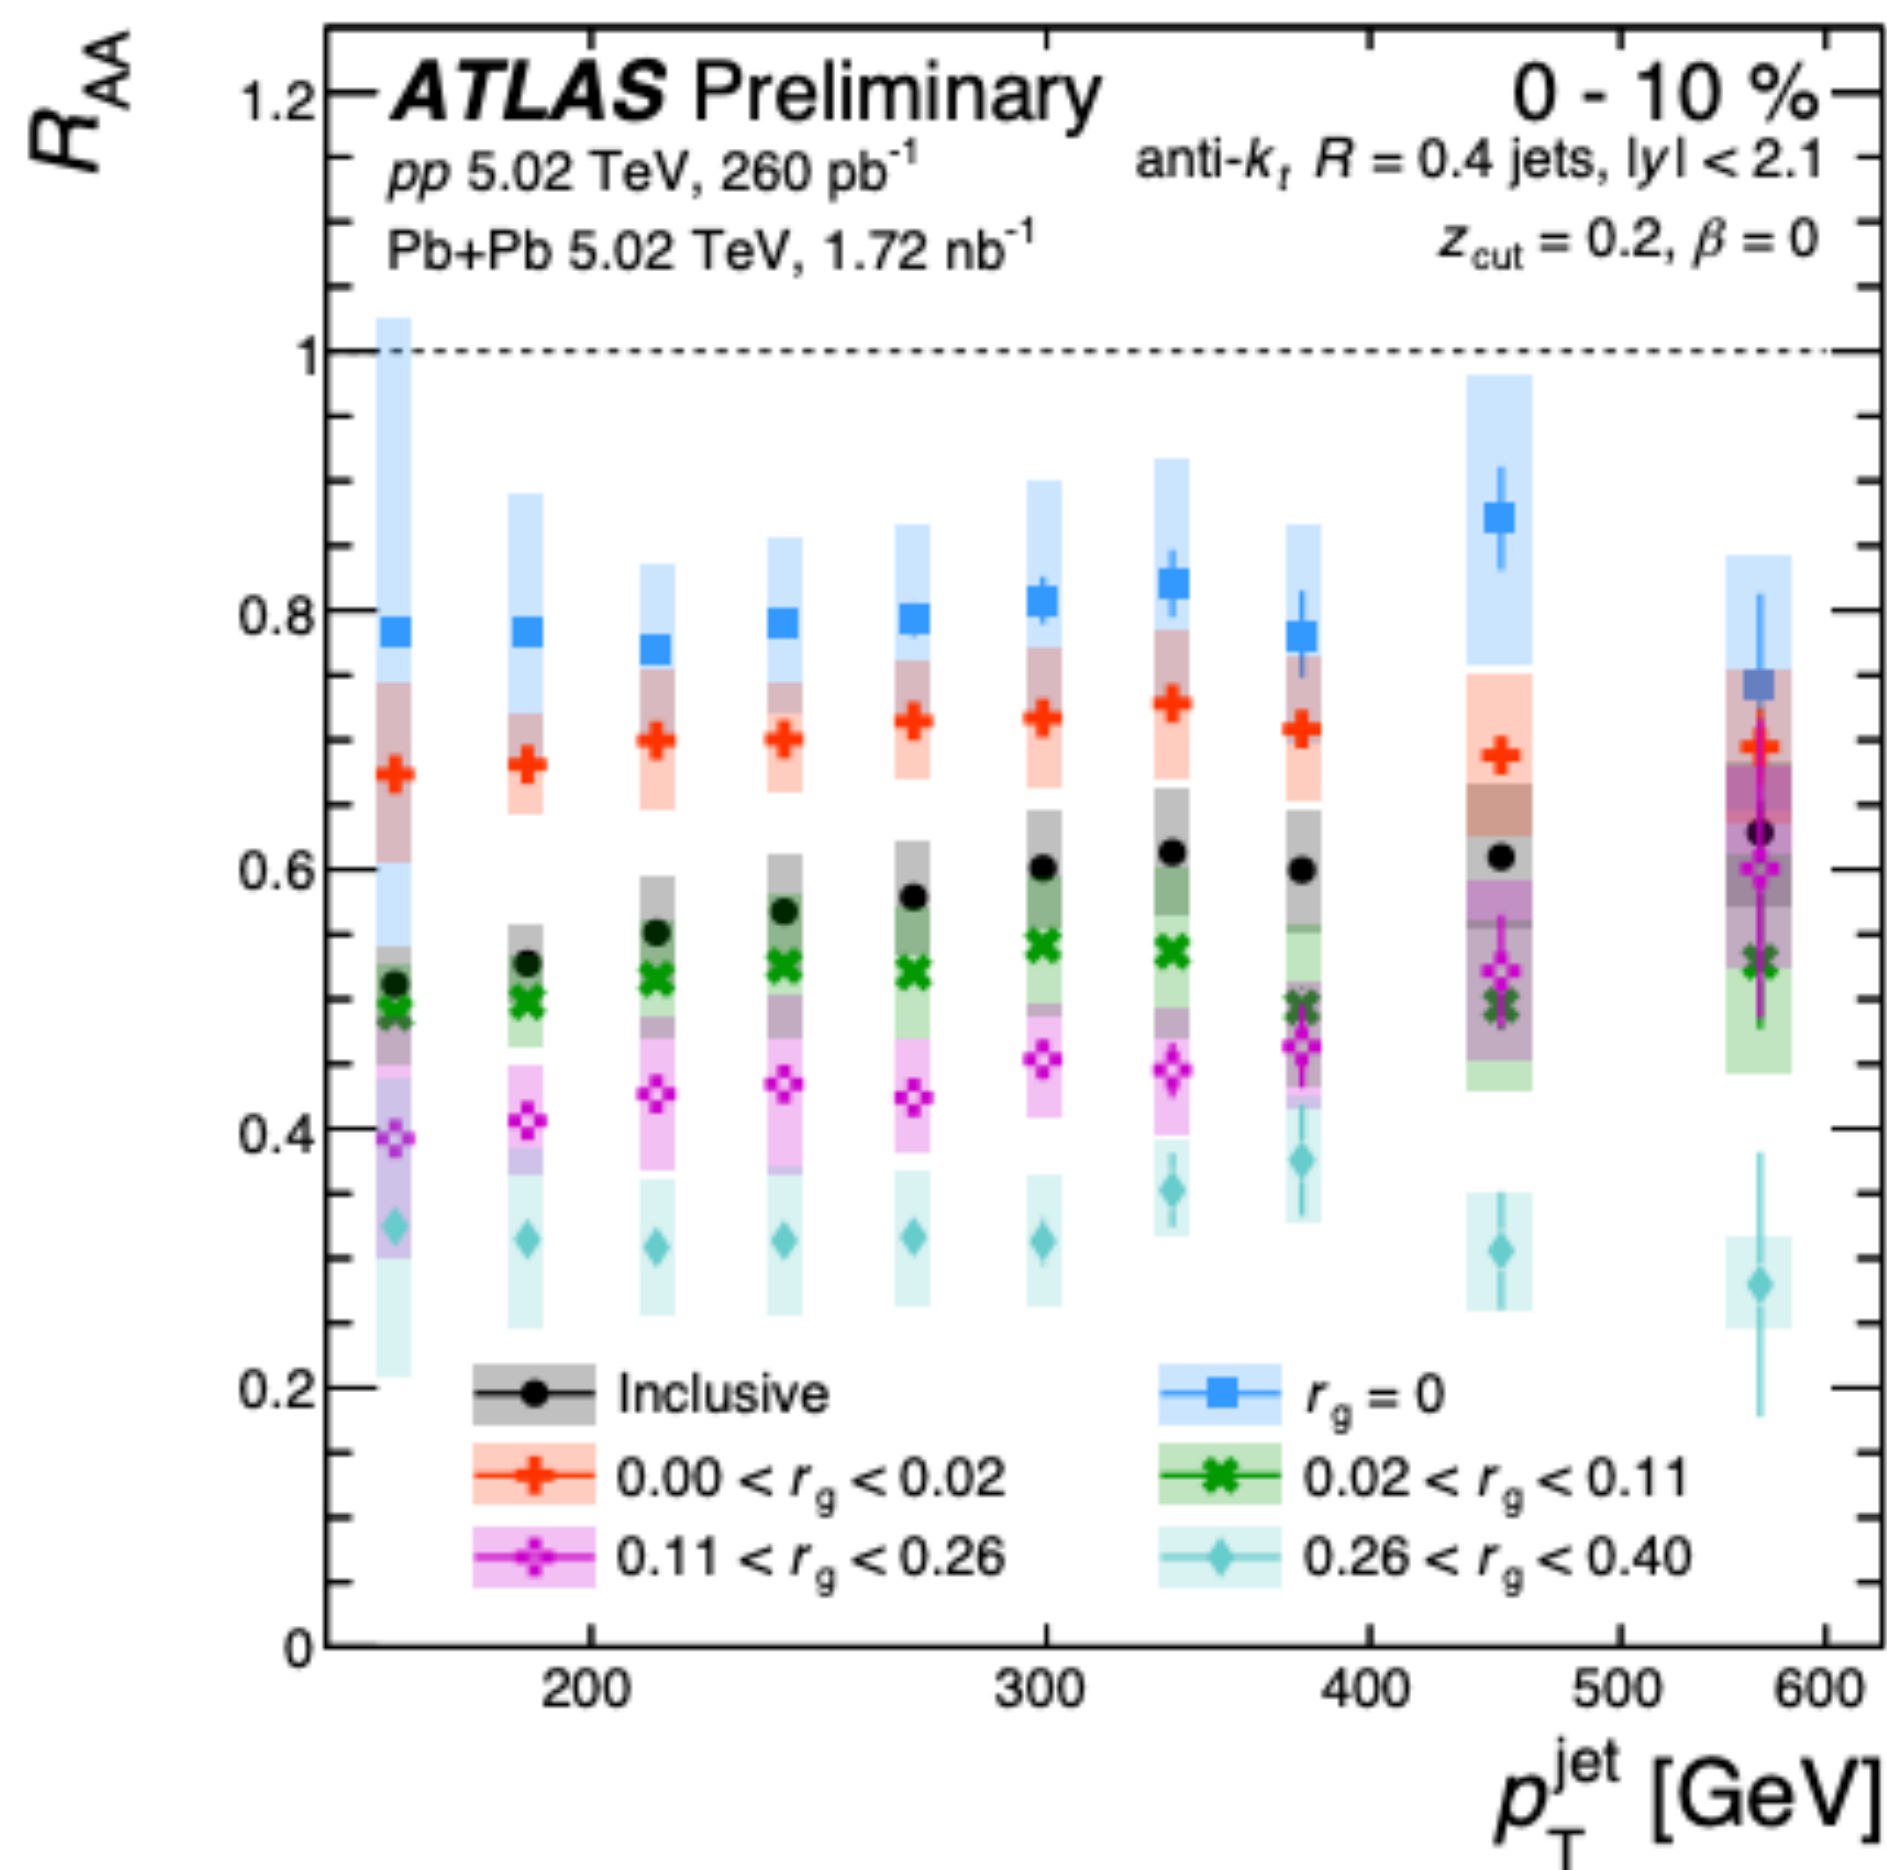 R_AA
ATLAS Preliminary
0 - 10 %
pp 5.02 TeV, 260 pb^-1
anti-k_t R = 0.4 jets, |y| < 2.1
Pb+Pb 5.02 TeV, 1.72 nb^-1
z_cut = 0.2, β = 0
1.2
1
0.8
0.6
0.4
0.2
0
Inclusive
r_g = 0
0.00 < r_g < 0.02
0.02 < r_g < 0.11
0.11 < r_g < 0.26
0.26 < r_g < 0.40
200 300 400 500 600
p_T^jet [GeV]